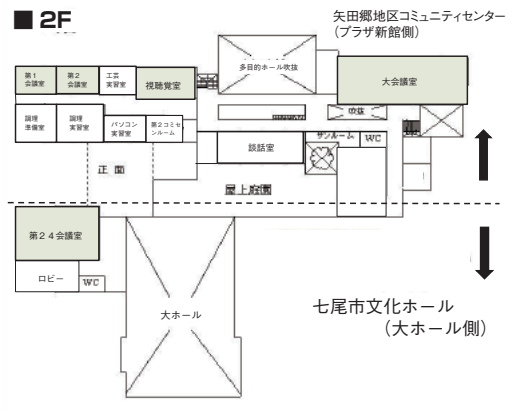 ■ 2F
矢田郷地区コミュニティセンター
（プラザ新館側）
多目的ホール吹抜
大会議室
第1
会議室
第2
会議室
工芸
実習室
視聴覚室
吹抜
調理
準備室
調理
実習室
パソコン
実習室
第2コミセ
ンルーム
談話室
サンルーム
WC
正面
屋上庭園
第24会議室
ロビー
WC
大ホール
七尾市文化ホール
（大ホール側）